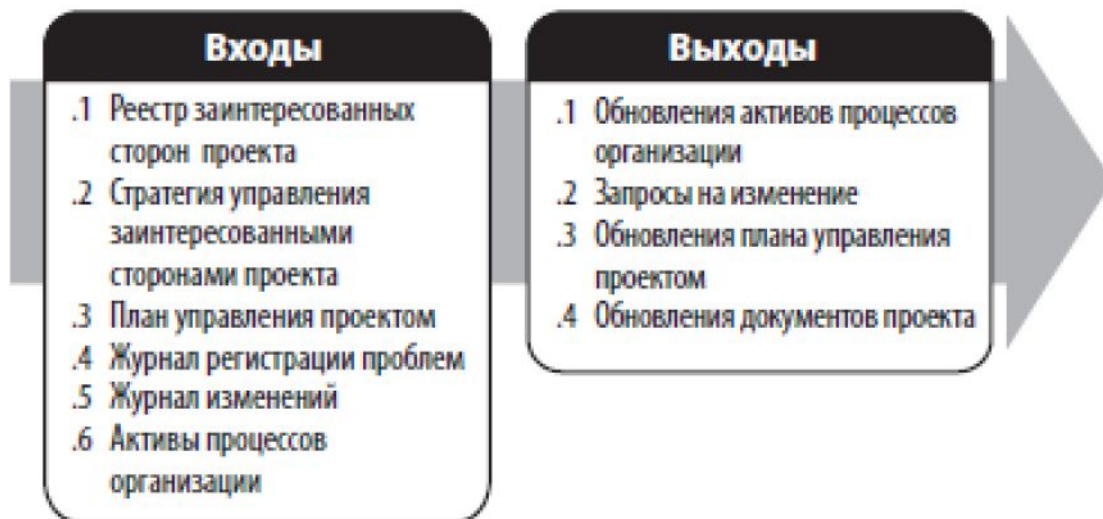 Входы
.1 Реестр заинтересованных
сторон проекта
.2 Стратегия управления
заинтересованными
сторонами проекта
.3 План управления проектом
.4 Журнал регистрации проблем
.5 Журнал изменений
.6 Активы процессов
организации
Выходы
.1 Обновления активов процессов
организации
.2 Запросы на изменение
.3 Обновления плана управления
проектом
.4 Обновления документов проекта